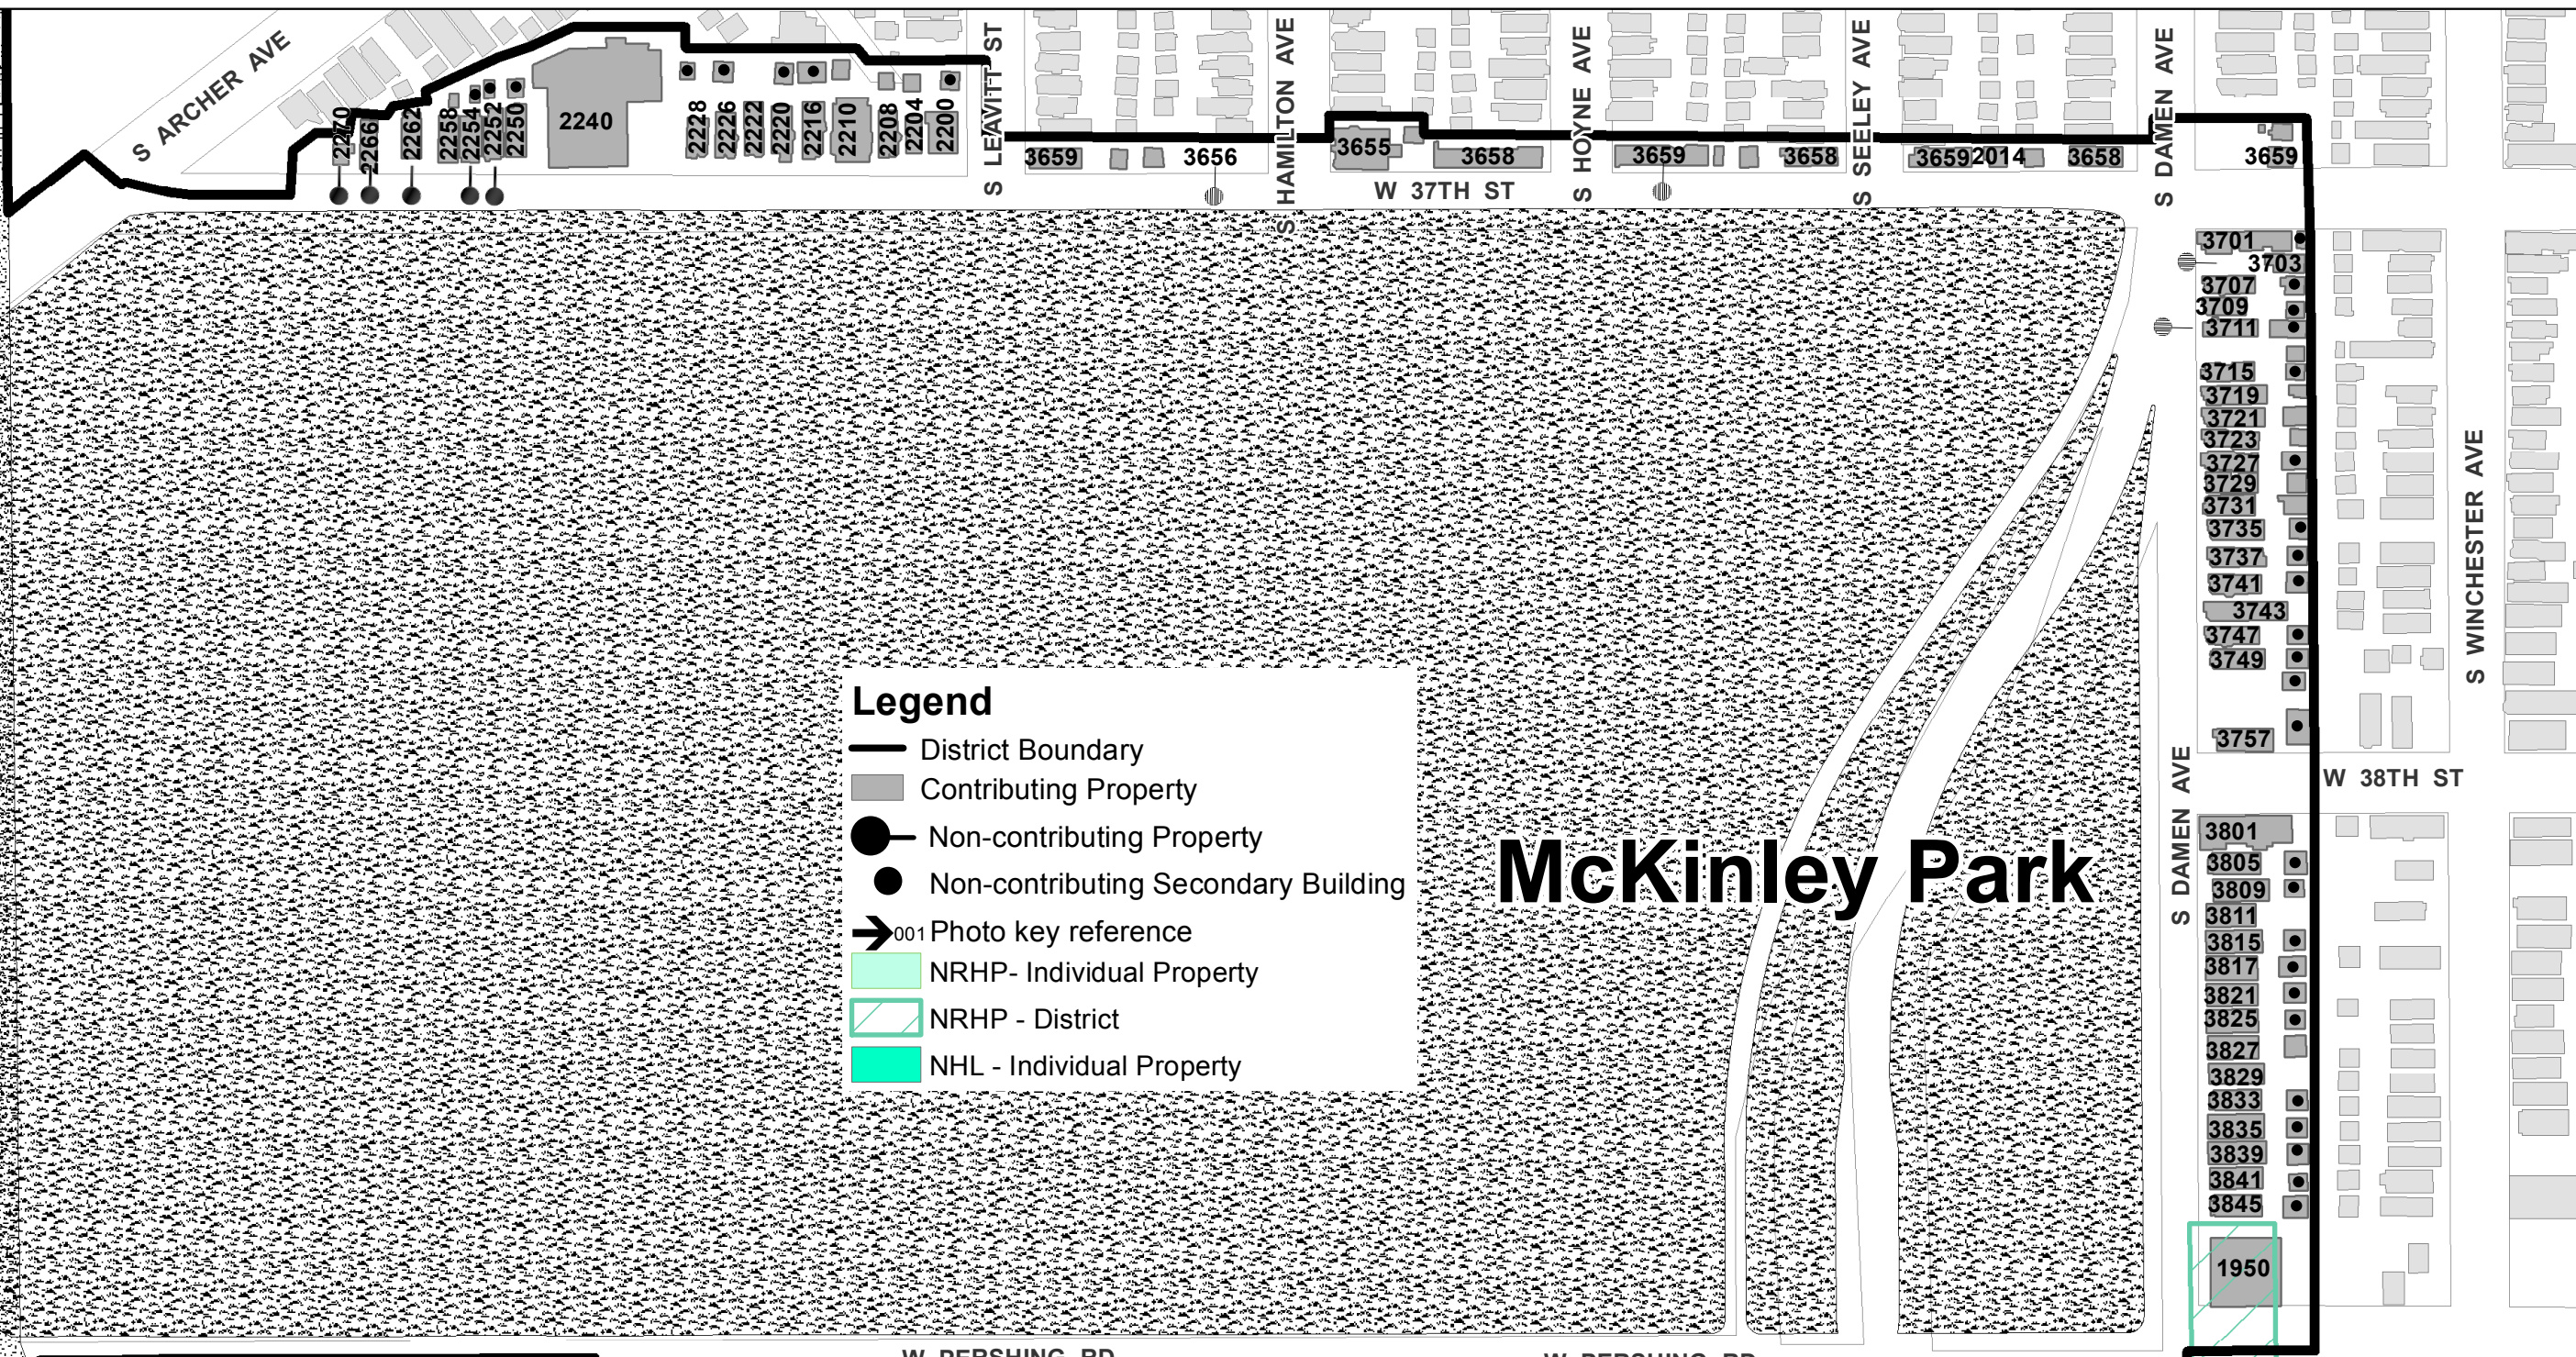 S ARCHER AVE
2270
2266
2262
2258
2254
2252
2250
2240
2228
2226
2222
2220
2216
2210
2208
2204
2200
S LEAVITT ST
3659
3656
S HAMILTON AVE
3655
3658
W 37TH ST
S HOYNE AVE
3659
3658
S SEELEY AVE
3659
2014
3658
S DAMEN AVE
3659
3701
3703
3707
3709
3711
3715
3719
3721
3723
3727
3729
3731
3735
3737
3741
3743
3747
3749
3757
S WINCHESTER AVE
W 38TH ST
S DAMEN AVE
Legend
District Boundary
Contributing Property
Non-contributing Property
Non-contributing Secondary Building
001 Photo key reference
NRHP- Individual Property
NRHP - District
NHL - Individual Property
McKinley Park
3801
3805
3809
3811
3815
3817
3821
3825
3827
3829
3833
3835
3839
3841
3845
1950
W PERSHING RD
W PERSHING RD